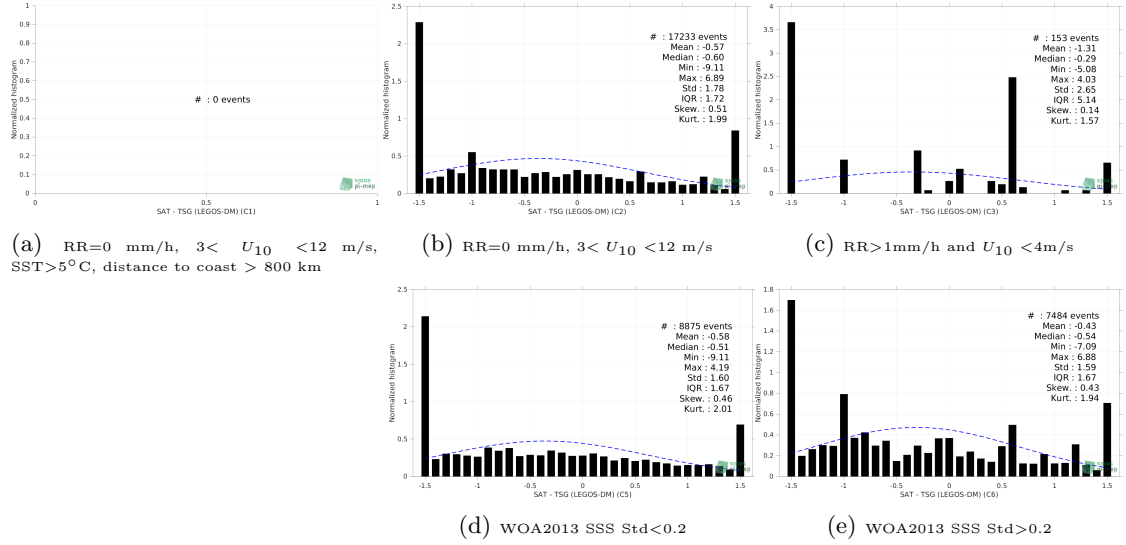 1
0.9
0.8
0.7
0.6
0.5
0.4
0.3
0.2
0.1
0
Normalized histogram
# : 0 events
smos
pi-mep
0 0.5 1
SAT - TSG (LEGOS-DM) (C1)
(a) RR=0 mm/h, 3< U10 <12 m/s,
SST>5°C, distance to coast > 800 km
2.5
2
1.5
1
0.5
0
Normalized histogram
# : 17233 events
Mean : -0.57
Median : -0.60
Min : -9.11
Max : 6.89
Std : 1.78
IQR : 1.72
Skew. : 0.51
Kurt. : 1.99
smos
pi-mep
-1.5 -1 -0.5 0 0.5 1 1.5
SAT - TSG (LEGOS-DM) (C2)
(b) RR=0 mm/h, 3< U10 <12 m/s
4
3.5
3
2.5
2
1.5
1
0.5
0
Normalized histogram
# : 153 events
Mean : -1.31
Median : -0.29
Min : -5.08
Max : 4.03
Std : 2.65
IQR : 5.14
Skew. : 0.14
Kurt. : 1.57
smos
pi-mep
-1.5 -1 -0.5 0 0.5 1 1.5
SAT - TSG (LEGOS-DM) (C3)
(c) RR>1mm/h and U10 <4m/s
2.5
2
1.5
1
0.5
0
Normalized histogram
# : 8875 events
Mean : -0.58
Median : -0.51
Min : -9.11
Max : 4.19
Std : 1.60
IQR : 1.67
Skew. : 0.46
Kurt. : 2.01
smos
pi-mep
-1.5 -1 -0.5 0 0.5 1 1.5
SAT - TSG (LEGOS-DM) (C5)
(d) WOA2013 SSS Std<0.2
1.8
1.6
1.4
1.2
1
0.8
0.6
0.4
0.2
0
Normalized histogram
# : 7484 events
Mean : -0.43
Median : -0.54
Min : -7.09
Max : 6.88
Std : 1.59
IQR : 1.67
Skew. : 0.43
Kurt. : 1.94
smos
pi-mep
-1.5 -1 -0.5 0 0.5 1 1.5
SAT - TSG (LEGOS-DM) (C6)
(e) WOA2013 SSS Std>0.2